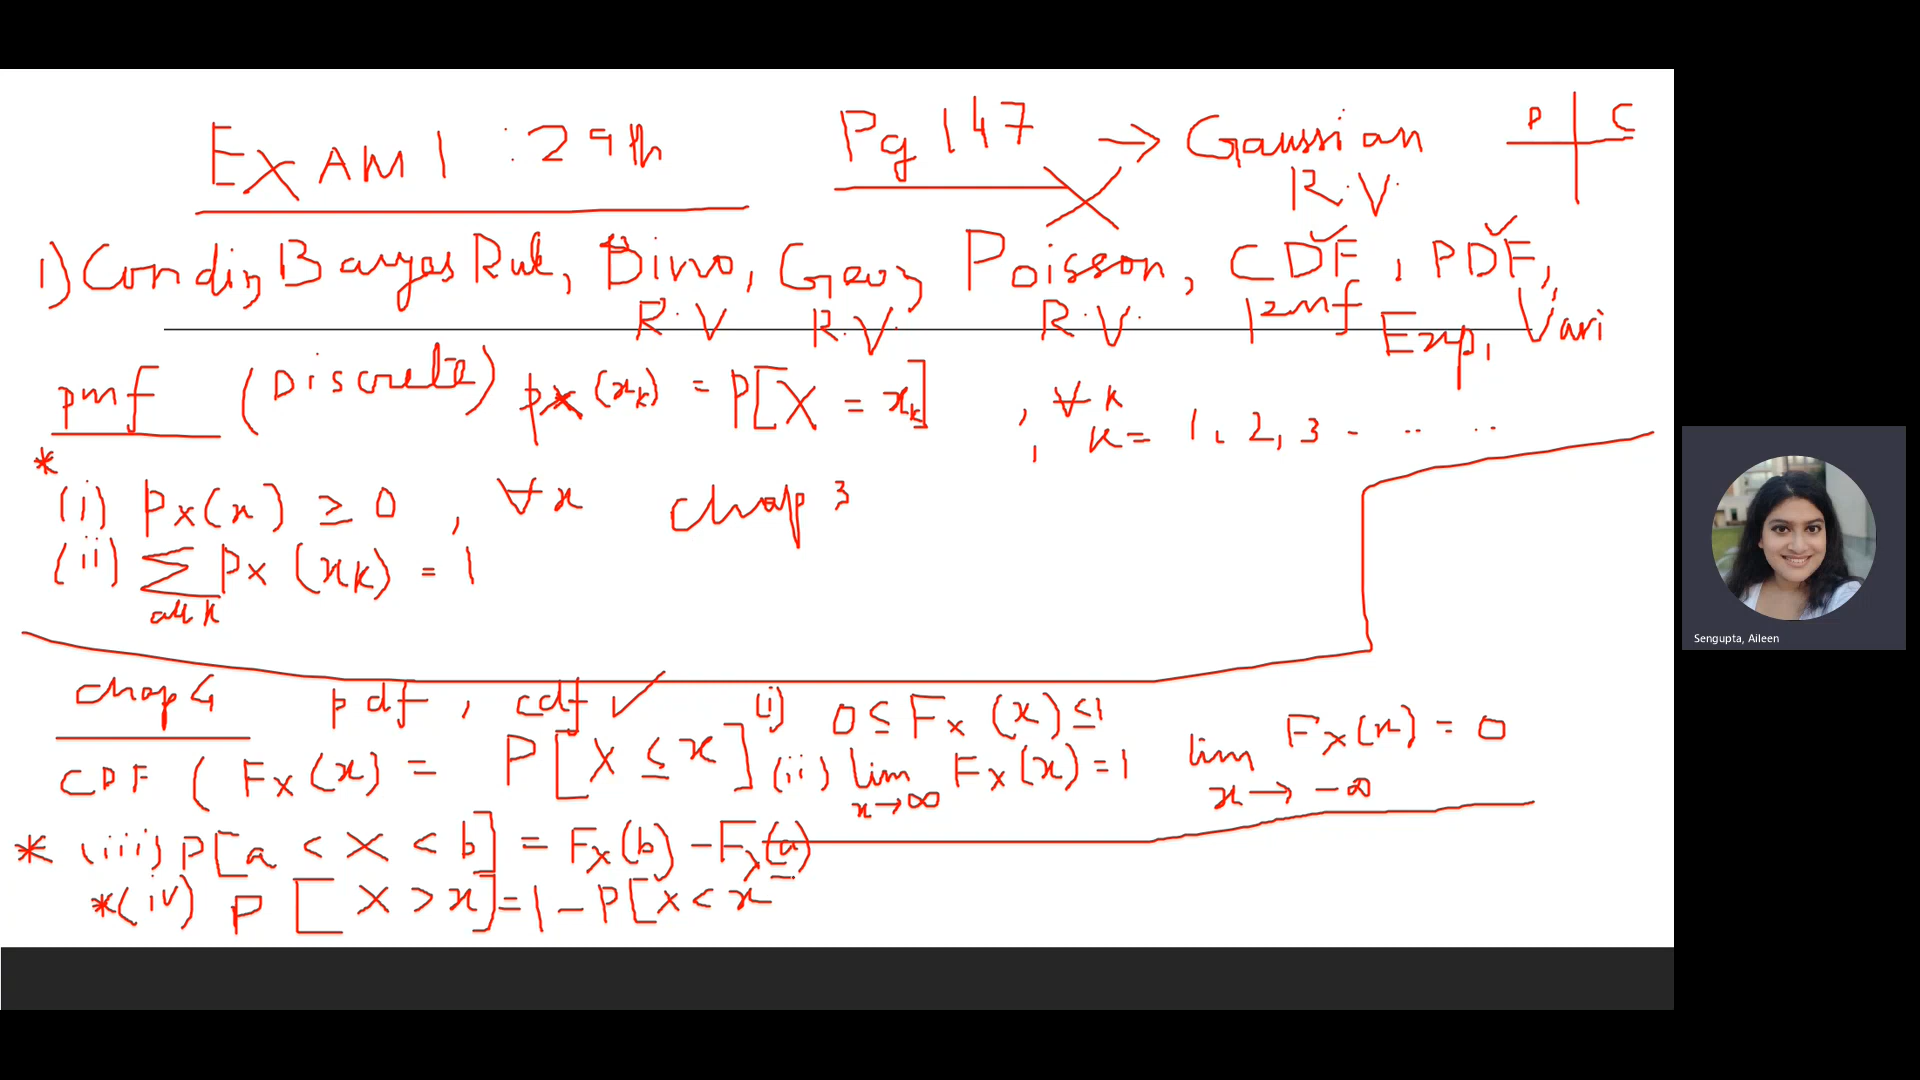 EXAM 1 : 29th Pg 147 → Gaussian R.V. P C
1) Condi, Bayes Rule, Bino, Geo, Poisson, CDF, PDF,
R.V R.V. R.V. pmf Exp, Vari
pmf (Discrete) px(xk) = P[X = xk] , ∀ k
; k = 1, 2, 3 - .. ..
*
(i) Px(x) ≥ 0 , ∀x Chap 3
(ii) ∑ Px(xk) = 1
all k
Chap 4 pdf, cdf ✓ (i) 0 ≤ Fx(x) ≤ 1
CDF ( Fx(x) = P[X ≤ x] (ii) lim x→∞ Fx(x) = 1 lim x→ -∞ Fx(x) = 0
* (iii) P[a < X < b] = Fx(b) - Fx(a)
*(iv) P[X > x] = 1 - P[X < x
Sengupta, Aileen